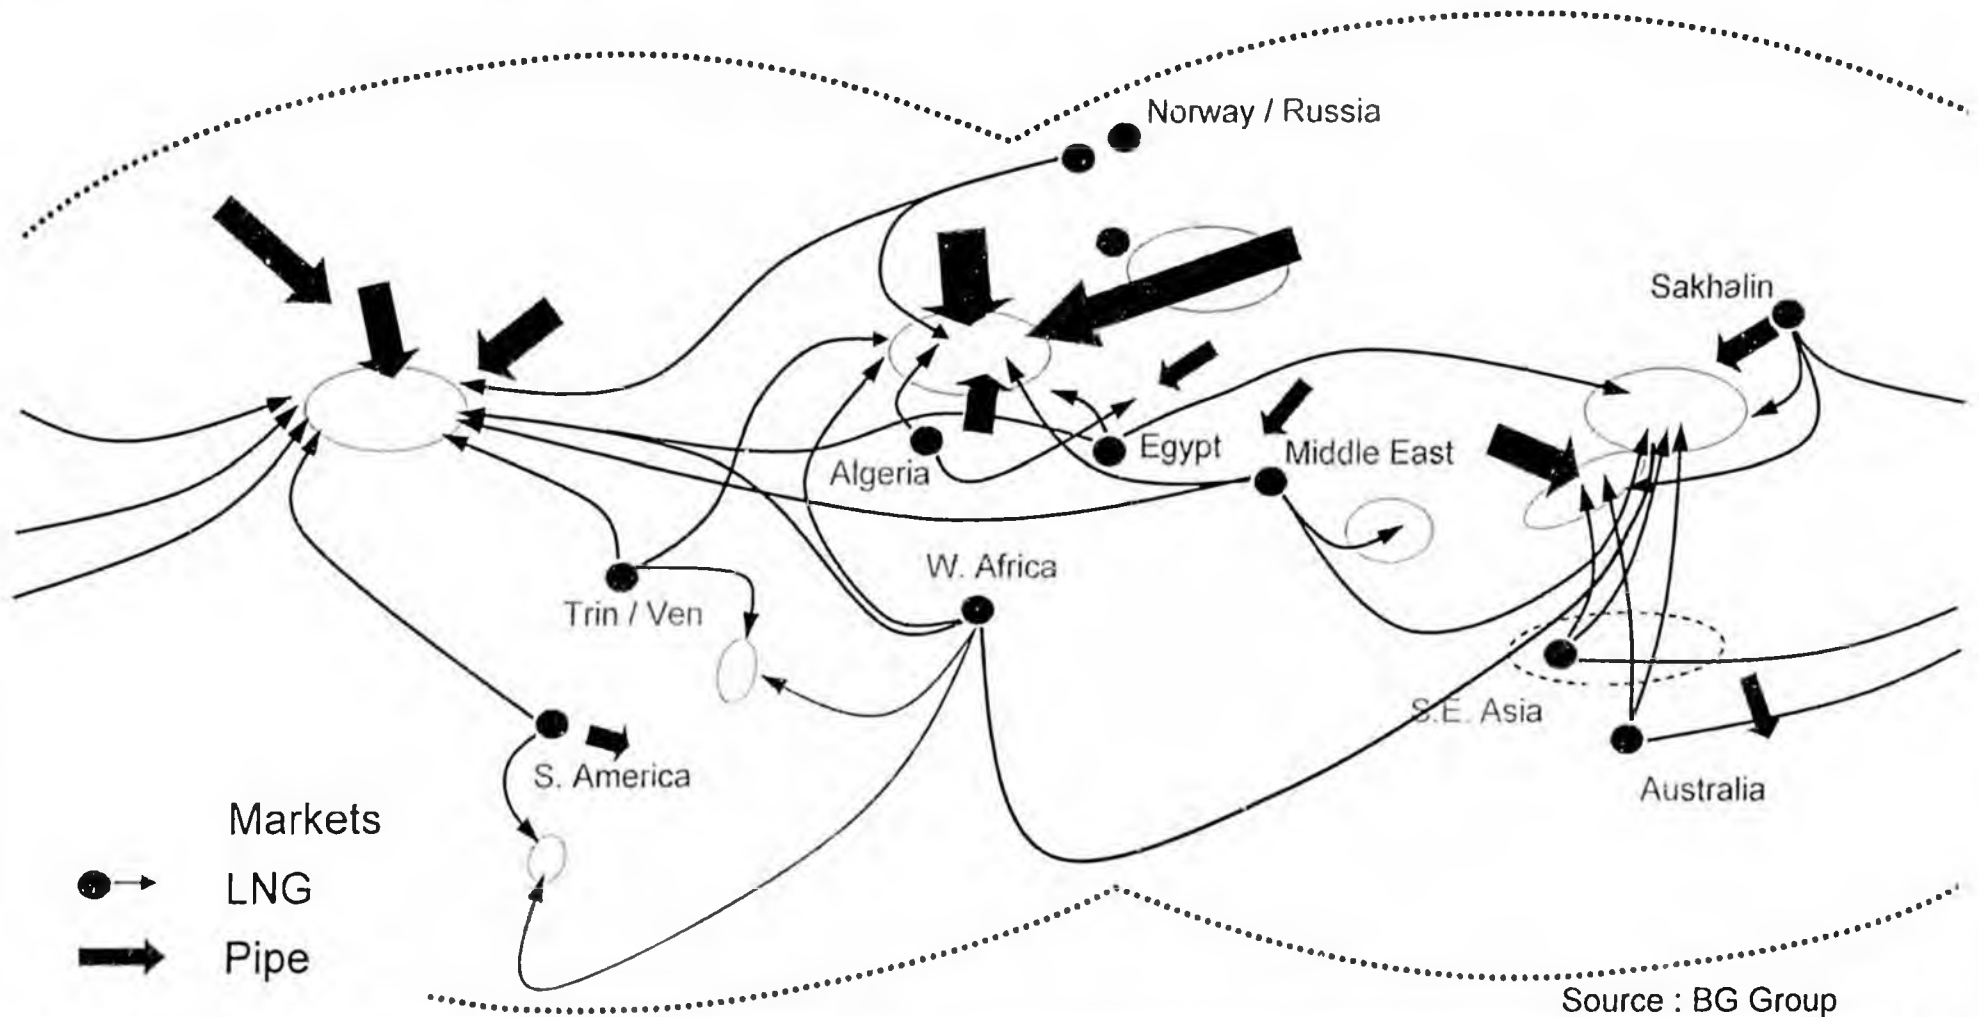 Norway / Russia
Sakhalin
Egypt
Middle East
Algeria
W. Africa
Trin / Ven
S.E. Asia
S. America
Australia
Markets
LNG
Pipe
Source : BG Group